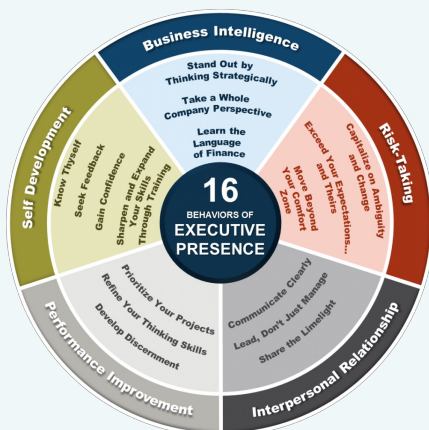 Business Intelligence
Stand Out by
Thinking Strategically
Take a Whole
Company Perspective
Learn the
Language
of Finance
Risk-Taking
Capitalize on Ambiguity
and Change
Exceed Your Expectations...
and Theirs
Move Beyond
Your Comfort
Zone
Interpersonal Relationship
Communicate Clearly
Lead, Don't Just Manage
Share the Limelight
Performance Improvement
Prioritize Your Projects
Refine Your Thinking Skills
Develop Discernment
Self Development
Know Thyself
Seek Feedback
Gain Confidence
Sharpen and Expand
Your Skills
Through Training
16
BEHAVIORS OF
EXECUTIVE
PRESENCE